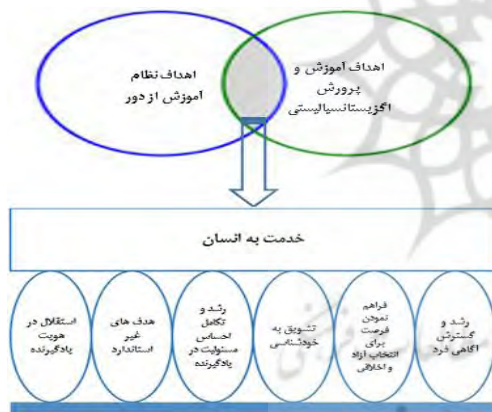 اهداف آموزش و
پرورش
اگزیستانسیالیستی
اهداف نظام
آموزش از دور
خدمت به انسان
رشد و
گسترش
آگاهی فرد
فراهم
نمودن
فرصت
برای
انتخاب آزاد
و اخلاقی
تشویق به
خودشناسی
رشد و
تکامل
احساس
مسئولیت در
یادگیرنده
هدف های
غیر
استاندارد
استقلال در
هویت
یادگیرنده